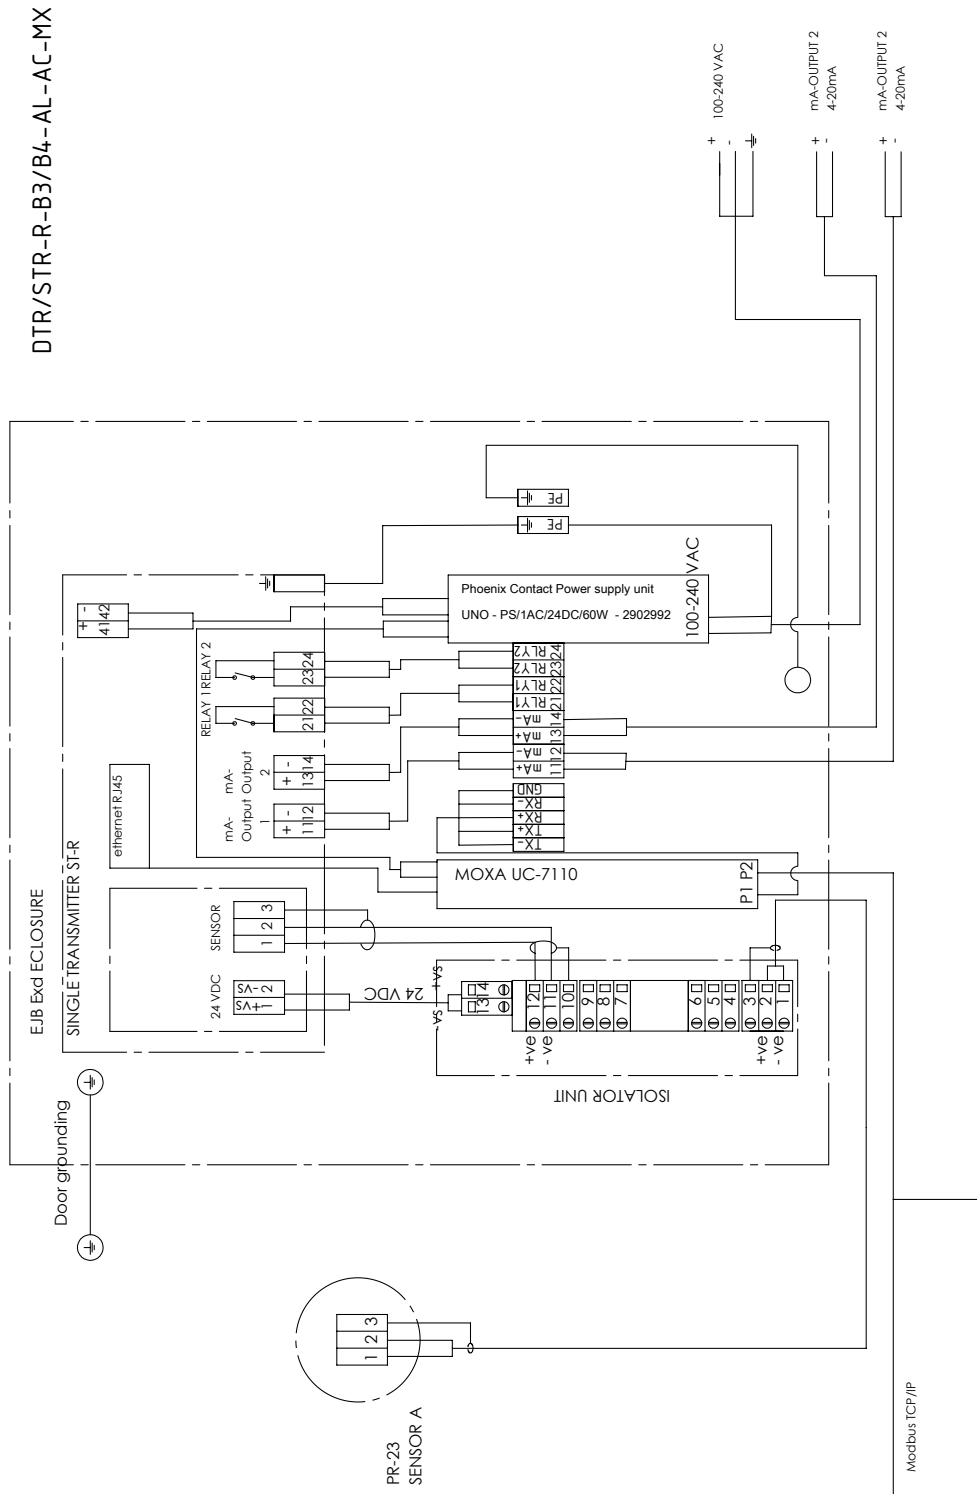 DTR/STR-R-B3/B4-AL-AC-MX
100-240 VAC
+
-
mA-OUTPUT 2
4-20mA
+
-
mA-OUTPUT 2
4-20mA
+
-
EJB Exd ECLOSURE
SINGLE TRANSMITTER ST-R
Door grounding
ethernet RJ45
24 VDC
+vs -vs
1 2
SENSOR
1 2 3
mA-
Output
1
+ -
11 12
mA-
Output
2
+ -
13 14
RELAY 1
21 22
RELAY 2
23 24
+ -
41 42
PE
PE
Phoenix Contact Power supply unit
UNO - PS/1AC/24DC/60W - 2902992
100-240 VAC
RLY2 24
RLY2 23
RLY1 22
RLY1 21
mA- 14
mA+ 13
mA- 12
mA+ 11
GND
RX-
RX+
TX+
TX-
MOXA UC-7110
P1 P2
24 VDC
-vs +vs
13 14
+ve 12
- ve 11
10
9
8
7
6
5
4
3
+ve 2
- ve 1
ISOLATOR UNIT
1 2 3
PR-23
SENSOR A
Modbus TCP/IP